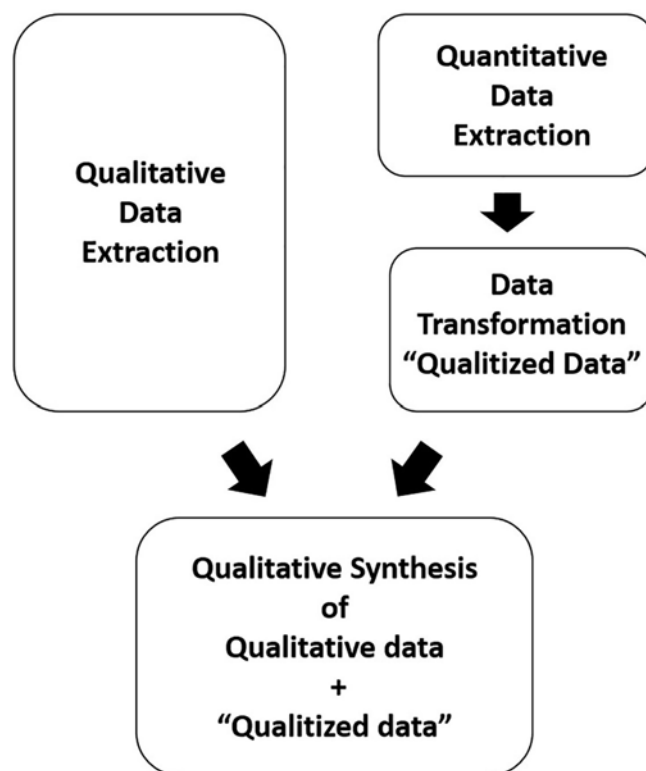 Qualitative
Data
Extraction
Quantitative
Data
Extraction
Data
Transformation
“Qualitized Data”
Qualitative Synthesis
of
Qualitative data
+
“Qualitized data”